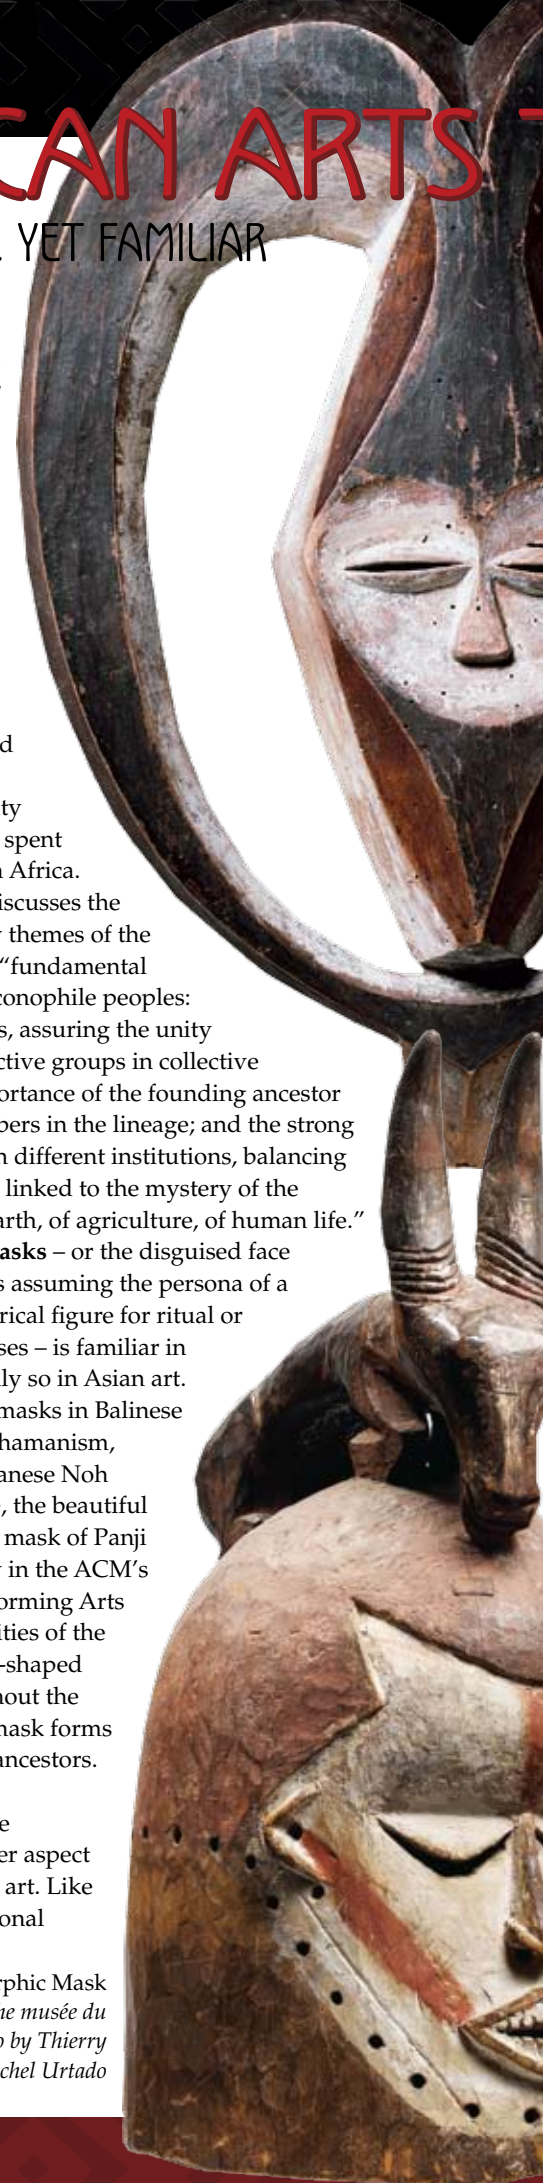 CAN ARTS T
YET FAMILIAR
d
ty
spent
Africa.
iscusses the
themes of the
“fundamental
conophile peoples:
s, assuring the unity
ctive groups in collective
ortance of the founding ancestor
bers in the lineage; and the strong
n different institutions, balancing
linked to the mystery of the
arth, of agriculture, of human life.”
asks – or the disguised face
s assuming the persona of a
rical figure for ritual or
ses – is familiar in
ly so in Asian art.
masks in Balinese
hamanism,
anese Noh
, the beautiful
mask of Panji
y in the ACM’s
orming Arts
ities of the
-shaped
hout the
mask forms
ancestors.
e
er aspect
art. Like
onal
rphic Mask
ne musée du
o by Thierry
chel Urtado